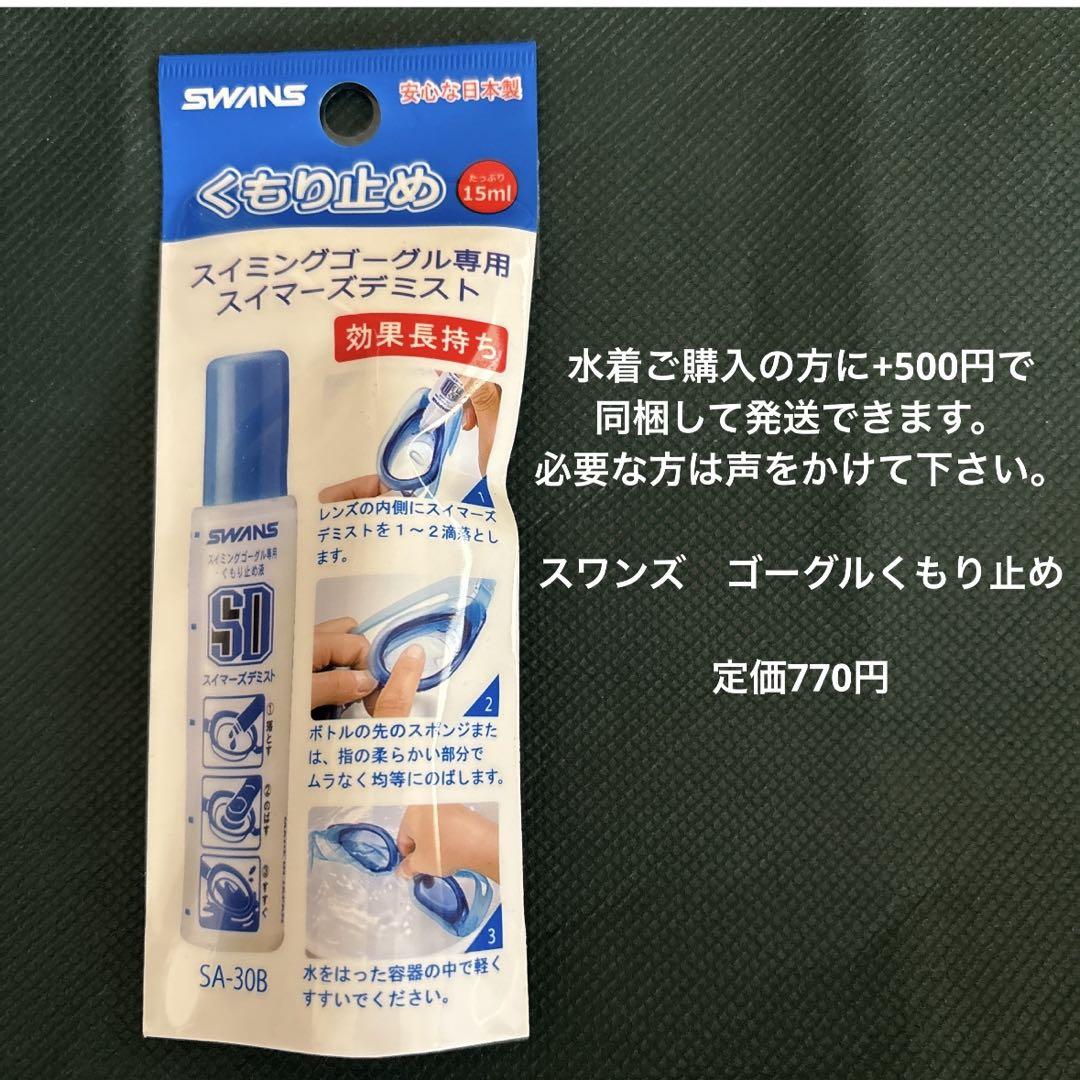 SWANS
安心な日本製
くもり止め
たっぷり
15ml
スイミングゴーグル専用
スイマーズデミスト
効果長持ち
1
レンズの内側にスイマーズ
デミストを1〜2滴落とし
ます。
2
ボトルの先のスポンジまた
は、指の柔らかい部分で
ムラなく均等にのばします。
3
水をはった容器の中で軽く
すすいでください。
SWANS
スイミングゴーグル専用
くもり止め液
SD
スイマーズデミスト
①落とす
②のばす
③すすぐ
MADE IN JAPAN
SA-30B
水着ご購入の方に+500円で
同梱して発送できます。
必要な方は声をかけて下さい。
スワンズ　ゴーグルくもり止め
定価770円